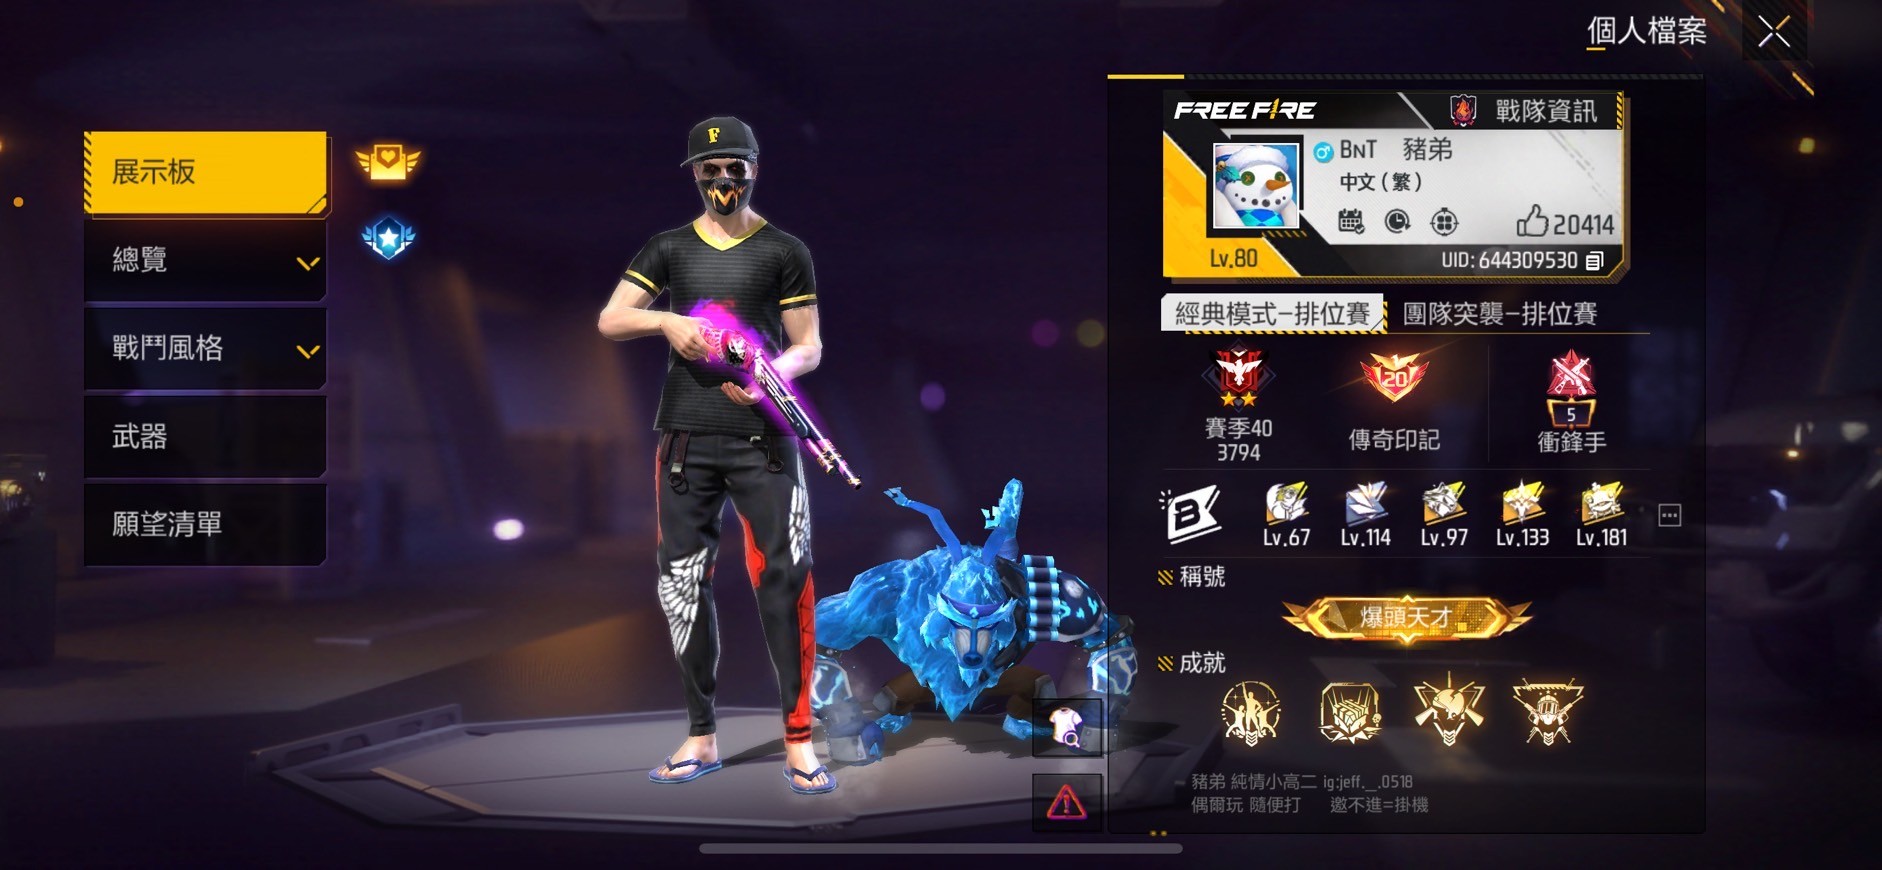 個人檔案
展示板
總覽
戰鬥風格
武器
願望清單
F
FREE FIRE
戰隊資訊
BNT 豬弟
中文(繁)
20414
Lv.80
UID: 644309530
經典模式-排位賽
團隊突襲-排位賽
賽季40
3794
20
傳奇印記
5
衝鋒手
B
Lv.67
Lv.114
Lv.97
Lv.133
Lv.181
稱號
爆頭天才
成就
豬弟 純情小高二 ig:jeff._.0518
偶爾玩 隨便打 邀不進=掛機